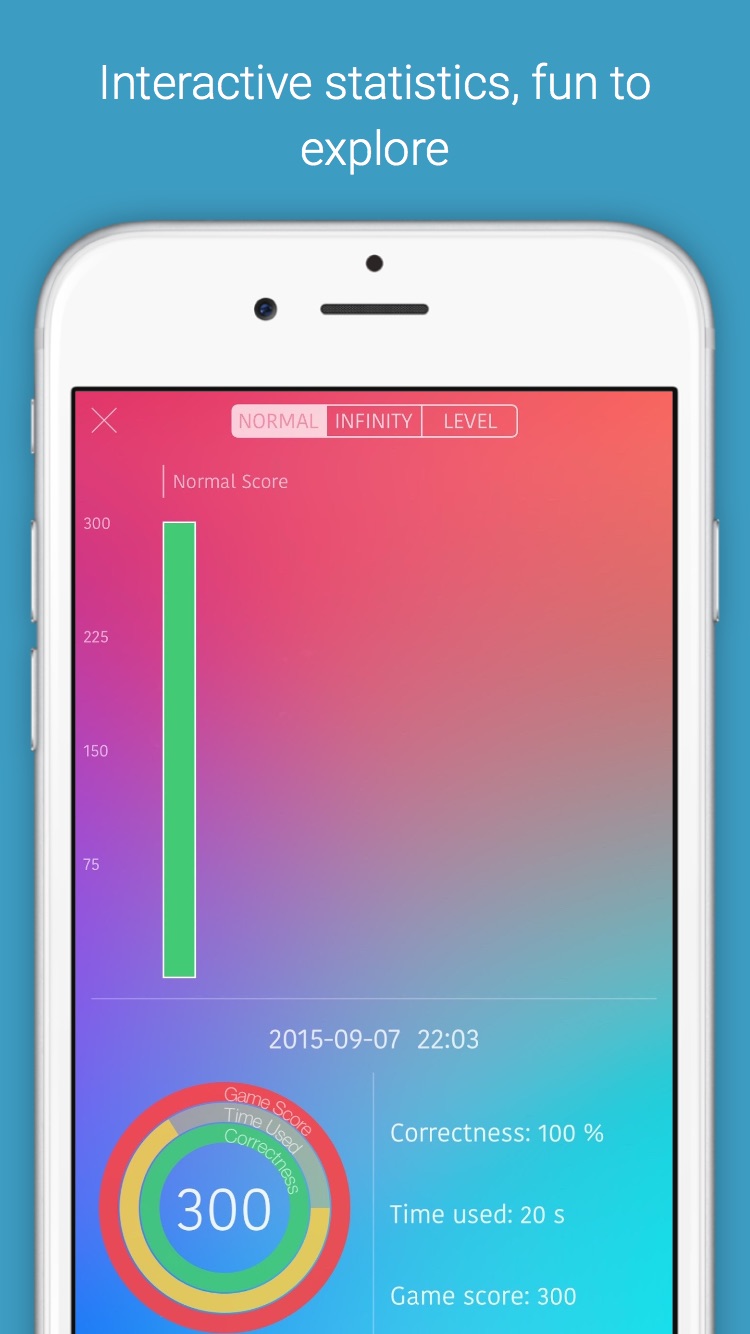 Interactive statistics, fun to
explore
NORMAL INFINITY LEVEL
Normal Score
300
225
150
75
2015-09-07 22:03
Game Score
Time Used
Correctness
300
Correctness: 100 %
Time used: 20 s
Game score: 300